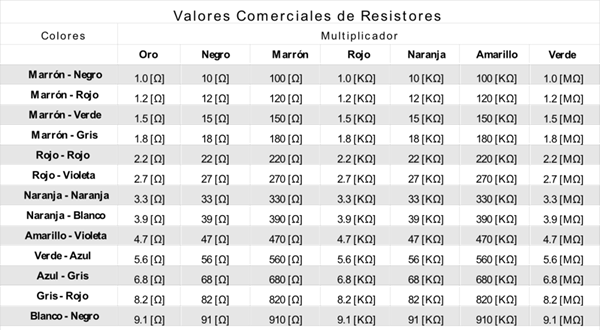 Valores Comerciales de Resistores
Colores Multiplicador
Oro Negro Marrón Rojo Naranja Amarillo Verde
Marrón - Negro 1.0 [Ω] 10 [Ω] 100 [Ω] 1.0 [KΩ] 10 [KΩ] 100 [KΩ] 1.0 [MΩ]
Marrón - Rojo 1.2 [Ω] 12 [Ω] 120 [Ω] 1.2 [KΩ] 12 [KΩ] 120 [KΩ] 1.2 [MΩ]
Marrón - Verde 1.5 [Ω] 15 [Ω] 150 [Ω] 1.5 [KΩ] 15 [KΩ] 150 [KΩ] 1.5 [MΩ]
Marrón - Gris 1.8 [Ω] 18 [Ω] 180 [Ω] 1.8 [KΩ] 18 [KΩ] 180 [KΩ] 1.8 [MΩ]
Rojo - Rojo 2.2 [Ω] 22 [Ω] 220 [Ω] 2.2 [KΩ] 22 [KΩ] 220 [KΩ] 2.2 [MΩ]
Rojo - Violeta 2.7 [Ω] 27 [Ω] 270 [Ω] 2.7 [KΩ] 27 [KΩ] 270 [KΩ] 2.7 [MΩ]
Naranja - Naranja 3.3 [Ω] 33 [Ω] 330 [Ω] 3.3 [KΩ] 33 [KΩ] 330 [KΩ] 3.3 [MΩ]
Naranja - Blanco 3.9 [Ω] 39 [Ω] 390 [Ω] 3.9 [KΩ] 39 [KΩ] 390 [KΩ] 3.9 [MΩ]
Amarillo - Violeta 4.7 [Ω] 47 [Ω] 470 [Ω] 4.7 [KΩ] 47 [KΩ] 470 [KΩ] 4.7 [MΩ]
Verde - Azul 5.6 [Ω] 56 [Ω] 560 [Ω] 5.6 [KΩ] 56 [KΩ] 560 [KΩ] 5.6 [MΩ]
Azul - Gris 6.8 [Ω] 68 [Ω] 680 [Ω] 6.8 [KΩ] 68 [KΩ] 680 [KΩ] 6.8 [MΩ]
Gris - Rojo 8.2 [Ω] 82 [Ω] 820 [Ω] 8.2 [KΩ] 82 [KΩ] 820 [KΩ] 8.2 [MΩ]
Blanco - Negro 9.1 [Ω] 91 [Ω] 910 [Ω] 9.1 [KΩ] 91 [KΩ] 910 [KΩ] 9.1 [MΩ]